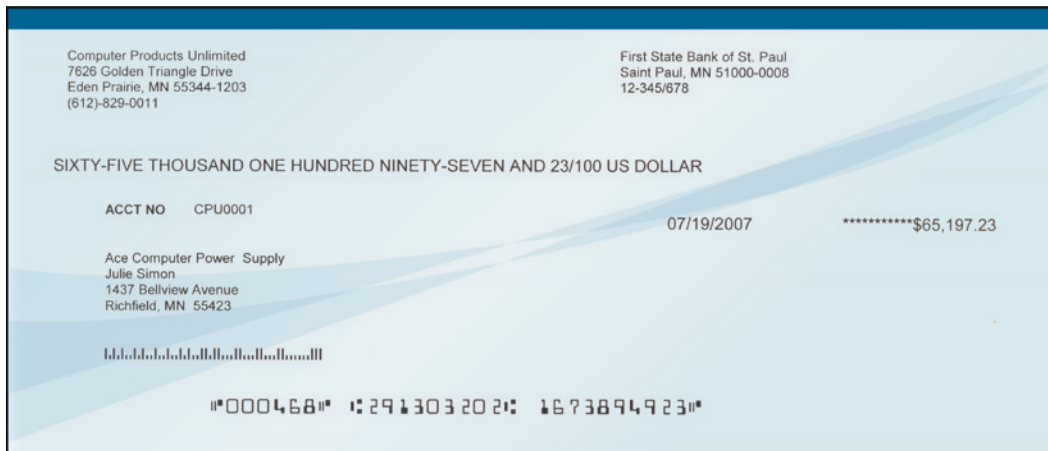 Computer Products Unlimited
7626 Golden Triangle Drive
Eden Prairie, MN 55344-1203
(612)-829-0011
First State Bank of St. Paul
Saint Paul, MN 51000-0008
12-345/678
SIXTY-FIVE THOUSAND ONE HUNDRED NINETY-SEVEN AND 23/100 US DOLLAR
ACCT NO CPU0001
07/19/2007 ***********$65,197.23
Ace Computer Power Supply
Julie Simon
1437 Bellview Avenue
Richfield, MN 55423
⑈000468⑈ ⑆291303202⑆ 1673894923⑈